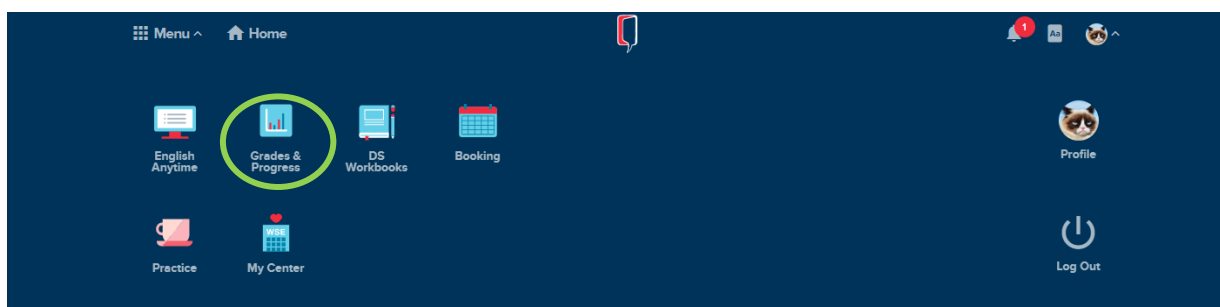 Menu
Home
1
Aa
English
Anytime
Grades &
Progress
DS
Workbooks
Booking
Profile
Practice
WSE
My Center
Log Out